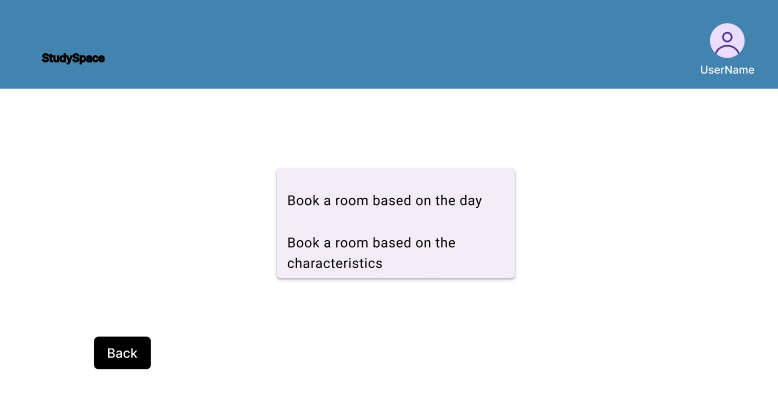 StudySpace
UserName
Book a room based on the day
Book a room based on the
characteristics
Back